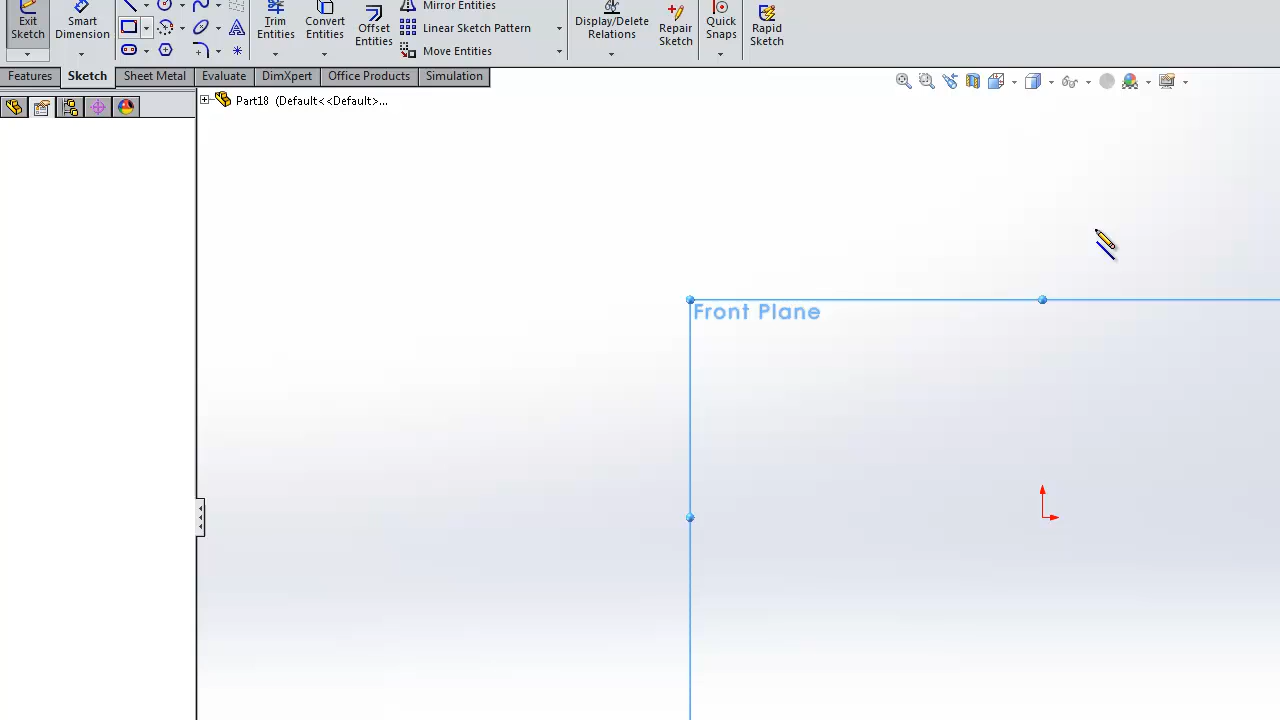 Mirror Entities
Exit Sketch
Smart Dimension
Trim Entities
Convert Entities
Offset Entities
Linear Sketch Pattern
Move Entities
Display/Delete Relations
Repair Sketch
Quick Snaps
Rapid Sketch
Features Sketch Sheet Metal Evaluate DimXpert Office Products Simulation
Part18 (Default<<Default>...
Front Plane